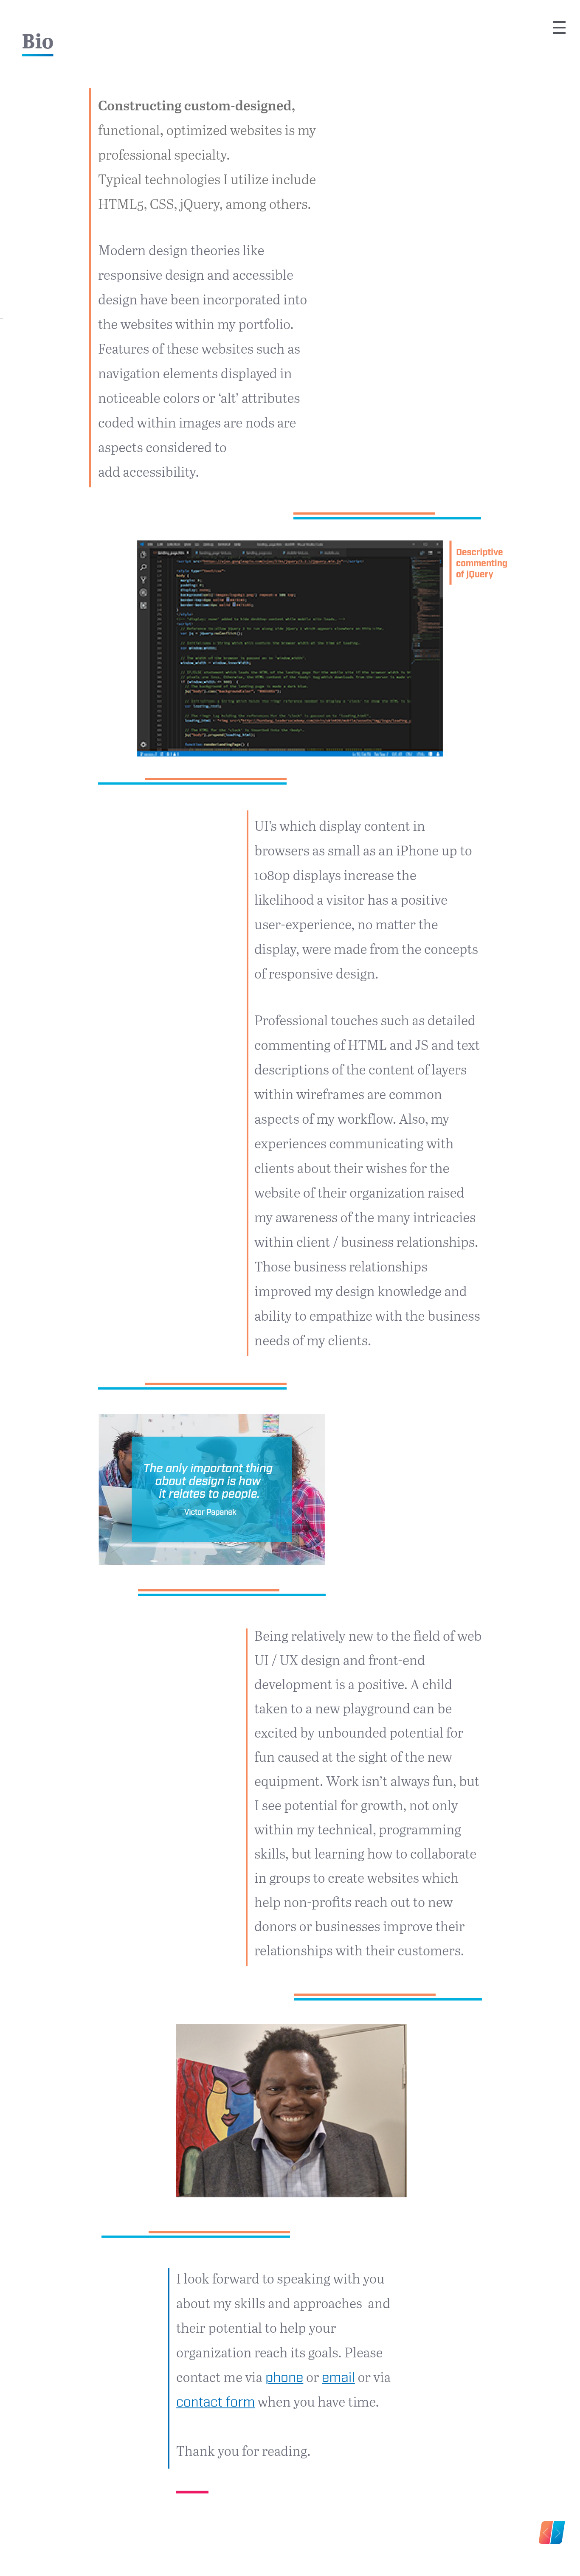 Bio
Constructing custom-designed,
functional, optimized websites is my
professional specialty.
Typical technologies I utilize include
HTML5, CSS, jQuery, among others.
Modern design theories like
responsive design and accessible
design have been incorporated into
the websites within my portfolio.
Features of these websites such as
navigation elements displayed in
noticeable colors or ‘alt’ attributes
coded within images are nods are
aspects considered to
add accessibility.
Descriptive
commenting
of jQuery
UI’s which display content in
browsers as small as an iPhone up to
1080p displays increase the
likelihood a visitor has a positive
user-experience, no matter the
display, were made from the concepts
of responsive design.
Professional touches such as detailed
commenting of HTML and JS and text
descriptions of the content of layers
within wireframes are common
aspects of my workflow. Also, my
experiences communicating with
clients about their wishes for the
website of their organization raised
my awareness of the many intricacies
within client / business relationships.
Those business relationships
improved my design knowledge and
ability to empathize with the business
needs of my clients.
The only important thing
about design is how
it relates to people.
Victor Papanek
Being relatively new to the field of web
UI / UX design and front-end
development is a positive. A child
taken to a new playground can be
excited by unbounded potential for
fun caused at the sight of the new
equipment. Work isn’t always fun, but
I see potential for growth, not only
within my technical, programming
skills, but learning how to collaborate
in groups to create websites which
help non-profits reach out to new
donors or businesses improve their
relationships with their customers.
I look forward to speaking with you
about my skills and approaches and
their potential to help your
organization reach its goals. Please
contact me via phone or email or via
contact form when you have time.
Thank you for reading.